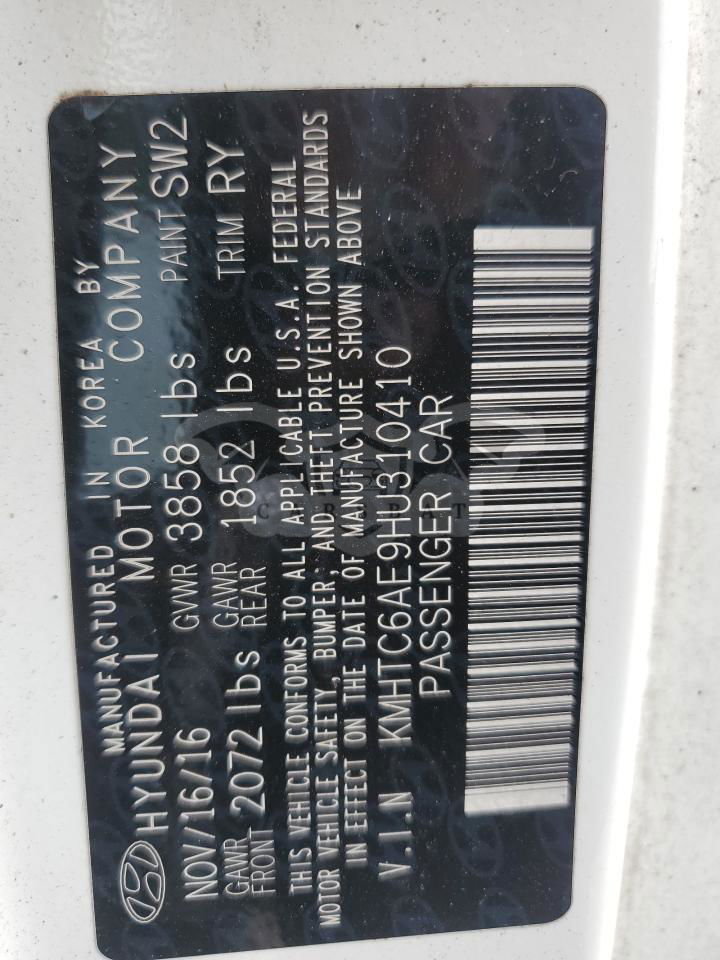 MANUFACTURED IN KOREA BY
HYUNDAI MOTOR COMPANY
NOV/16/16 GVWR 3858 lbs PAINT SW2
GAWR FRONT 2072 lbs GAWR REAR 1852 lbs TRIM RY
THIS VEHICLE CONFORMS TO ALL APPLICABLE U.S.A. FEDERAL
MOTOR VEHICLE SAFETY, BUMPER, AND THEFT PREVENTION STANDARDS
IN EFFECT ON THE DATE OF MANUFACTURE SHOWN ABOVE
V.I.N KMHTC6AE9HU310410
PASSENGER CAR